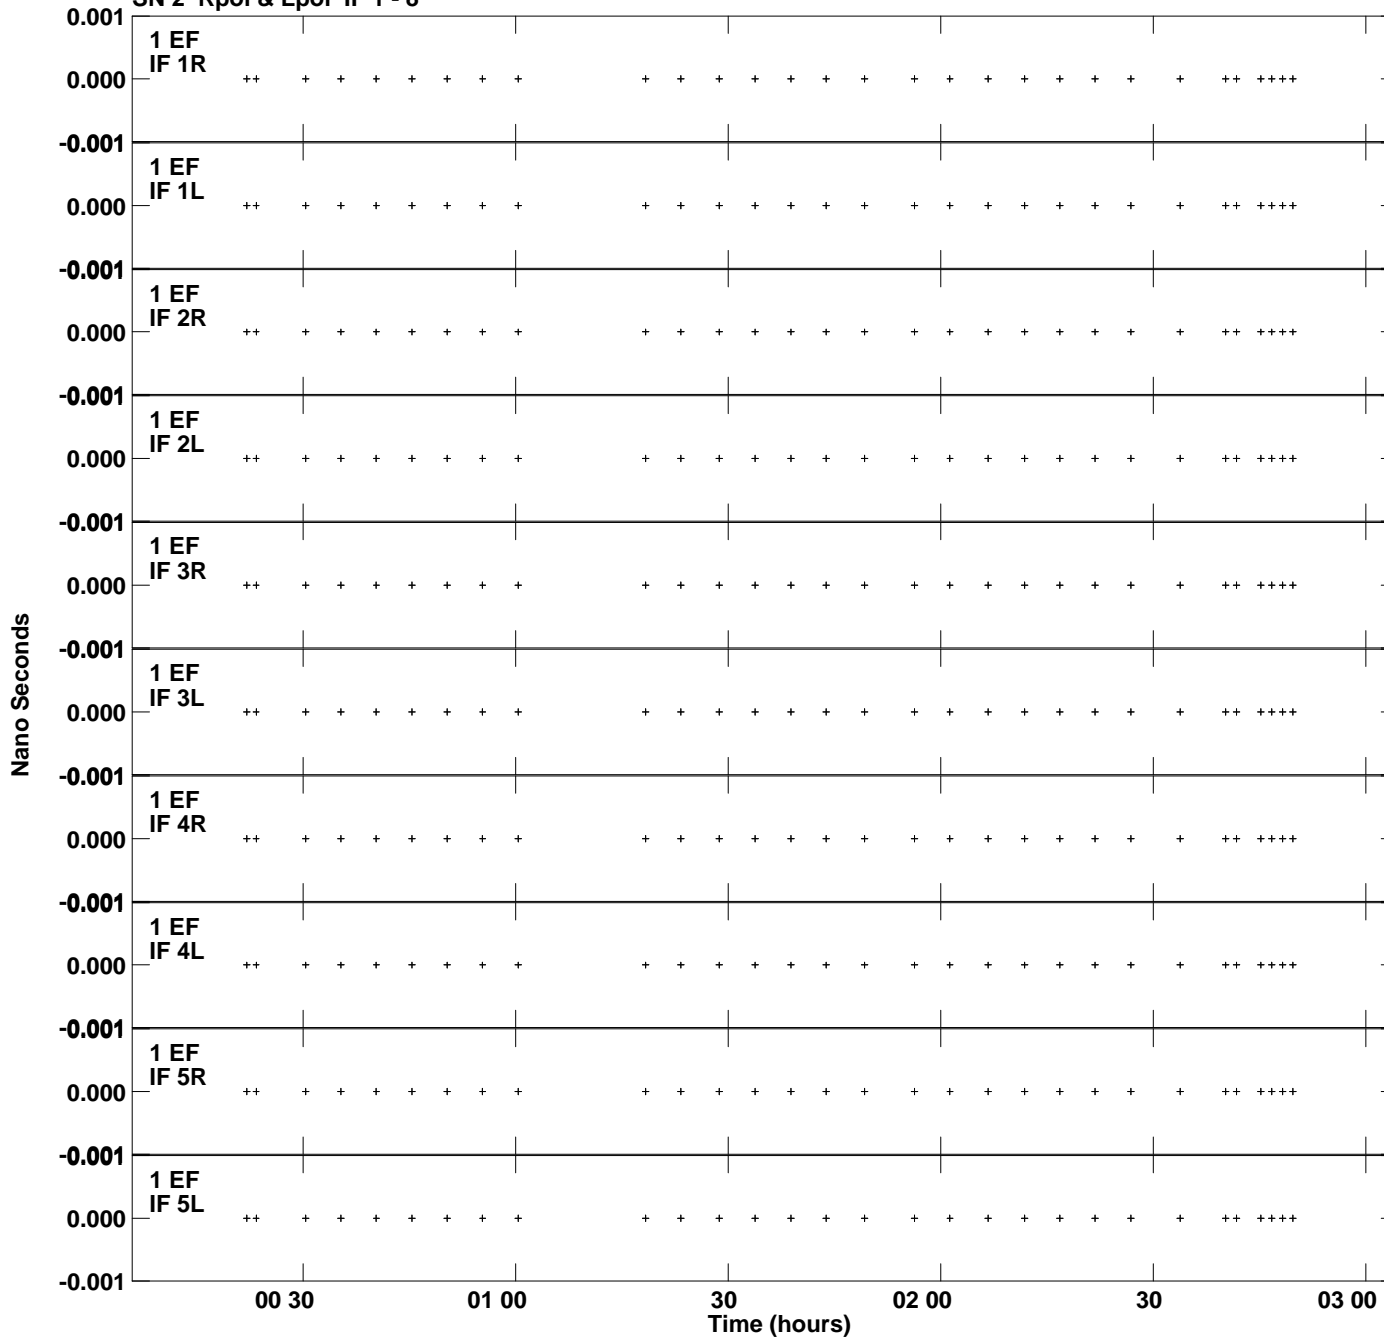 SN 2 Rpol & Lpol IF 1 - 8
0.001
1 EF
IF 1R
0.000
-0.001
1 EF
IF 1L
0.000
-0.001
1 EF
IF 2R
0.000
-0.001
1 EF
IF 2L
0.000
-0.001
1 EF
IF 3R
0.000
-0.001
1 EF
IF 3L
0.000
-0.001
1 EF
IF 4R
0.000
-0.001
1 EF
IF 4L
0.000
-0.001
1 EF
IF 5R
0.000
-0.001
1 EF
IF 5L
0.000
-0.001
Nano Seconds
00 30 01 00 30 02 00 30 03 00
Time (hours)